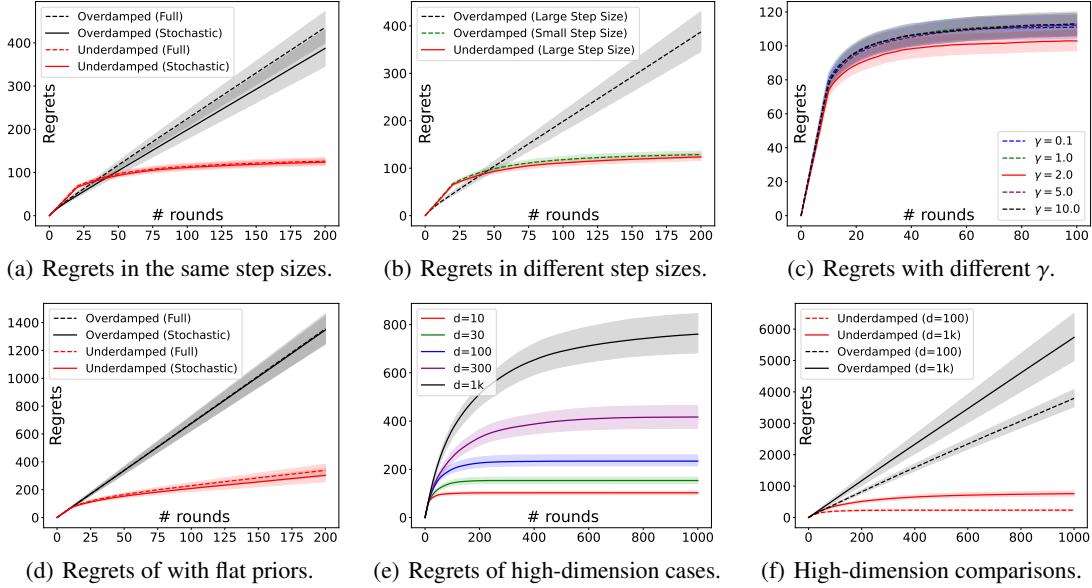 Overdamped (Full)
Overdamped (Stochastic)
Underdamped (Full)
Underdamped (Stochastic)
Regrets
# rounds
0 100 200 300 400
0 25 50 75 100 125 150 175 200
(a) Regrets in the same step sizes.
Overdamped (Large Step Size)
Overdamped (Small Step Size)
Underdamped (Large Step Size)
Regrets
# rounds
0 100 200 300 400
0 25 50 75 100 125 150 175 200
(b) Regrets in different step sizes.
Regrets
# rounds
γ = 0.1
γ = 1.0
γ = 2.0
γ = 5.0
γ = 10.0
0 20 40 60 80 100 120
0 20 40 60 80 100
(c) Regrets with different γ.
Overdamped (Full)
Overdamped (Stochastic)
Underdamped (Full)
Underdamped (Stochastic)
Regrets
# rounds
0 200 400 600 800 1000 1200 1400
0 25 50 75 100 125 150 175 200
(d) Regrets of with flat priors.
d=10
d=30
d=100
d=300
d=1k
Regrets
# rounds
0 200 400 600 800
0 200 400 600 800 1000
(e) Regrets of high-dimension cases.
Underdamped (d=100)
Underdamped (d=1k)
Overdamped (d=100)
Overdamped (d=1k)
Regrets
# rounds
0 1000 2000 3000 4000 5000 6000
0 200 400 600 800 1000
(f) High-dimension comparisons.